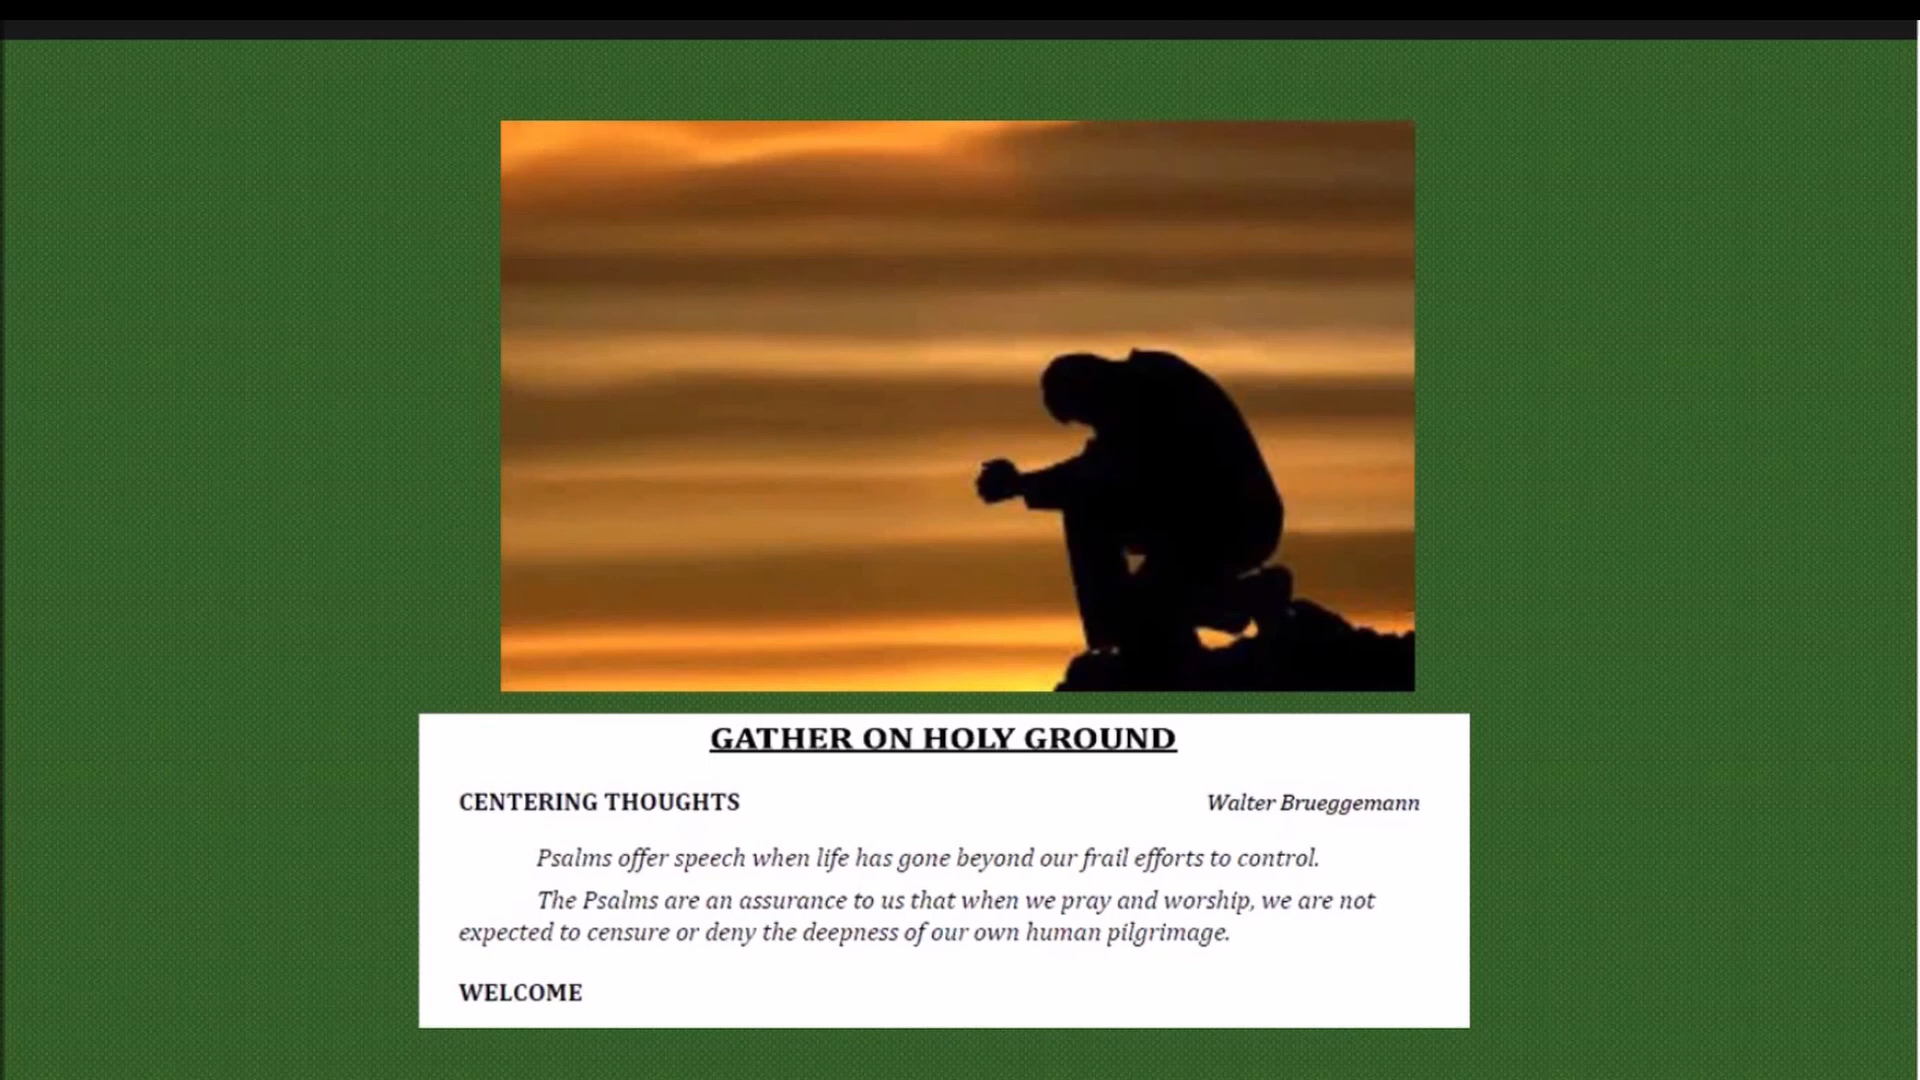 GATHER ON HOLY GROUND
CENTERING THOUGHTS Walter Brueggemann
Psalms offer speech when life has gone beyond our frail efforts to control.
The Psalms are an assurance to us that when we pray and worship, we are not
expected to censure or deny the deepness of our own human pilgrimage.
WELCOME